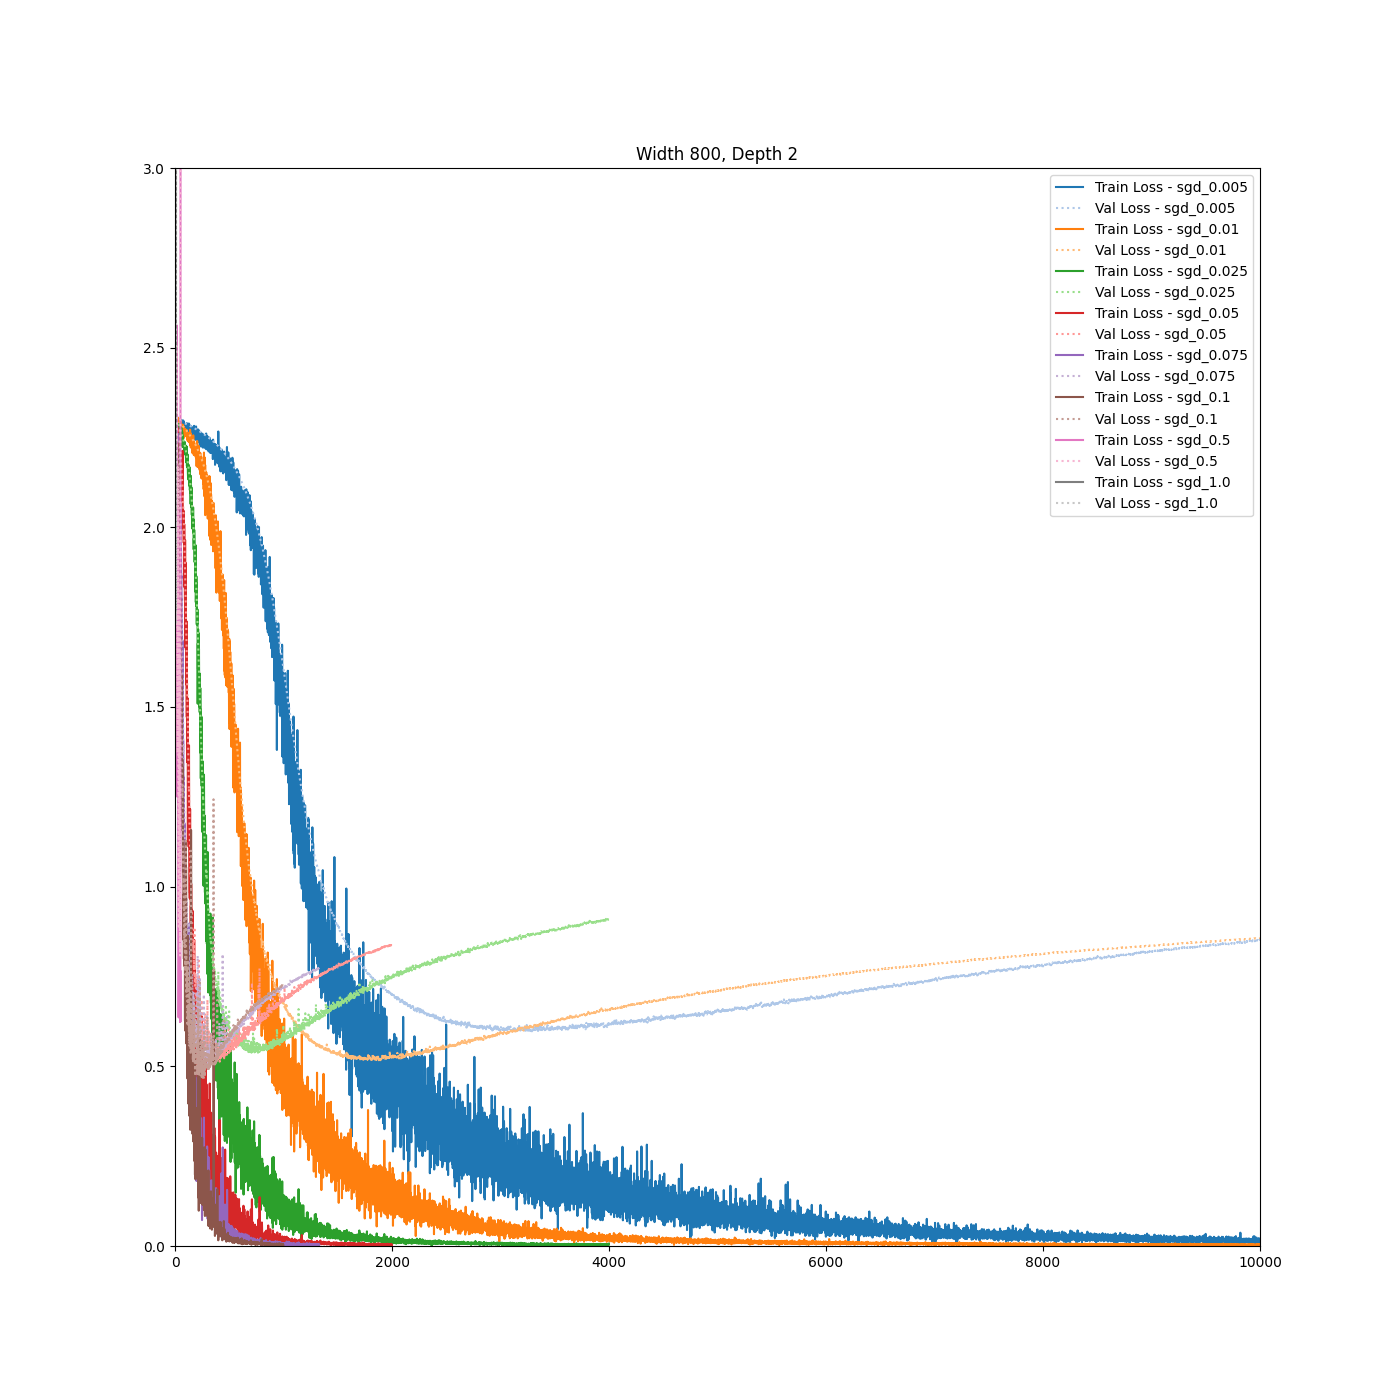 Width 800, Depth 2
3.0
2.5
2.0
1.5
1.0
0.5
0.0
0
2000
4000
6000
8000
10000
Train Loss - sgd_0.005
Val Loss - sgd_0.005
Train Loss - sgd_0.01
Val Loss - sgd_0.01
Train Loss - sgd_0.025
Val Loss - sgd_0.025
Train Loss - sgd_0.05
Val Loss - sgd_0.05
Train Loss - sgd_0.075
Val Loss - sgd_0.075
Train Loss - sgd_0.1
Val Loss - sgd_0.1
Train Loss - sgd_0.5
Val Loss - sgd_0.5
Train Loss - sgd_1.0
Val Loss - sgd_1.0